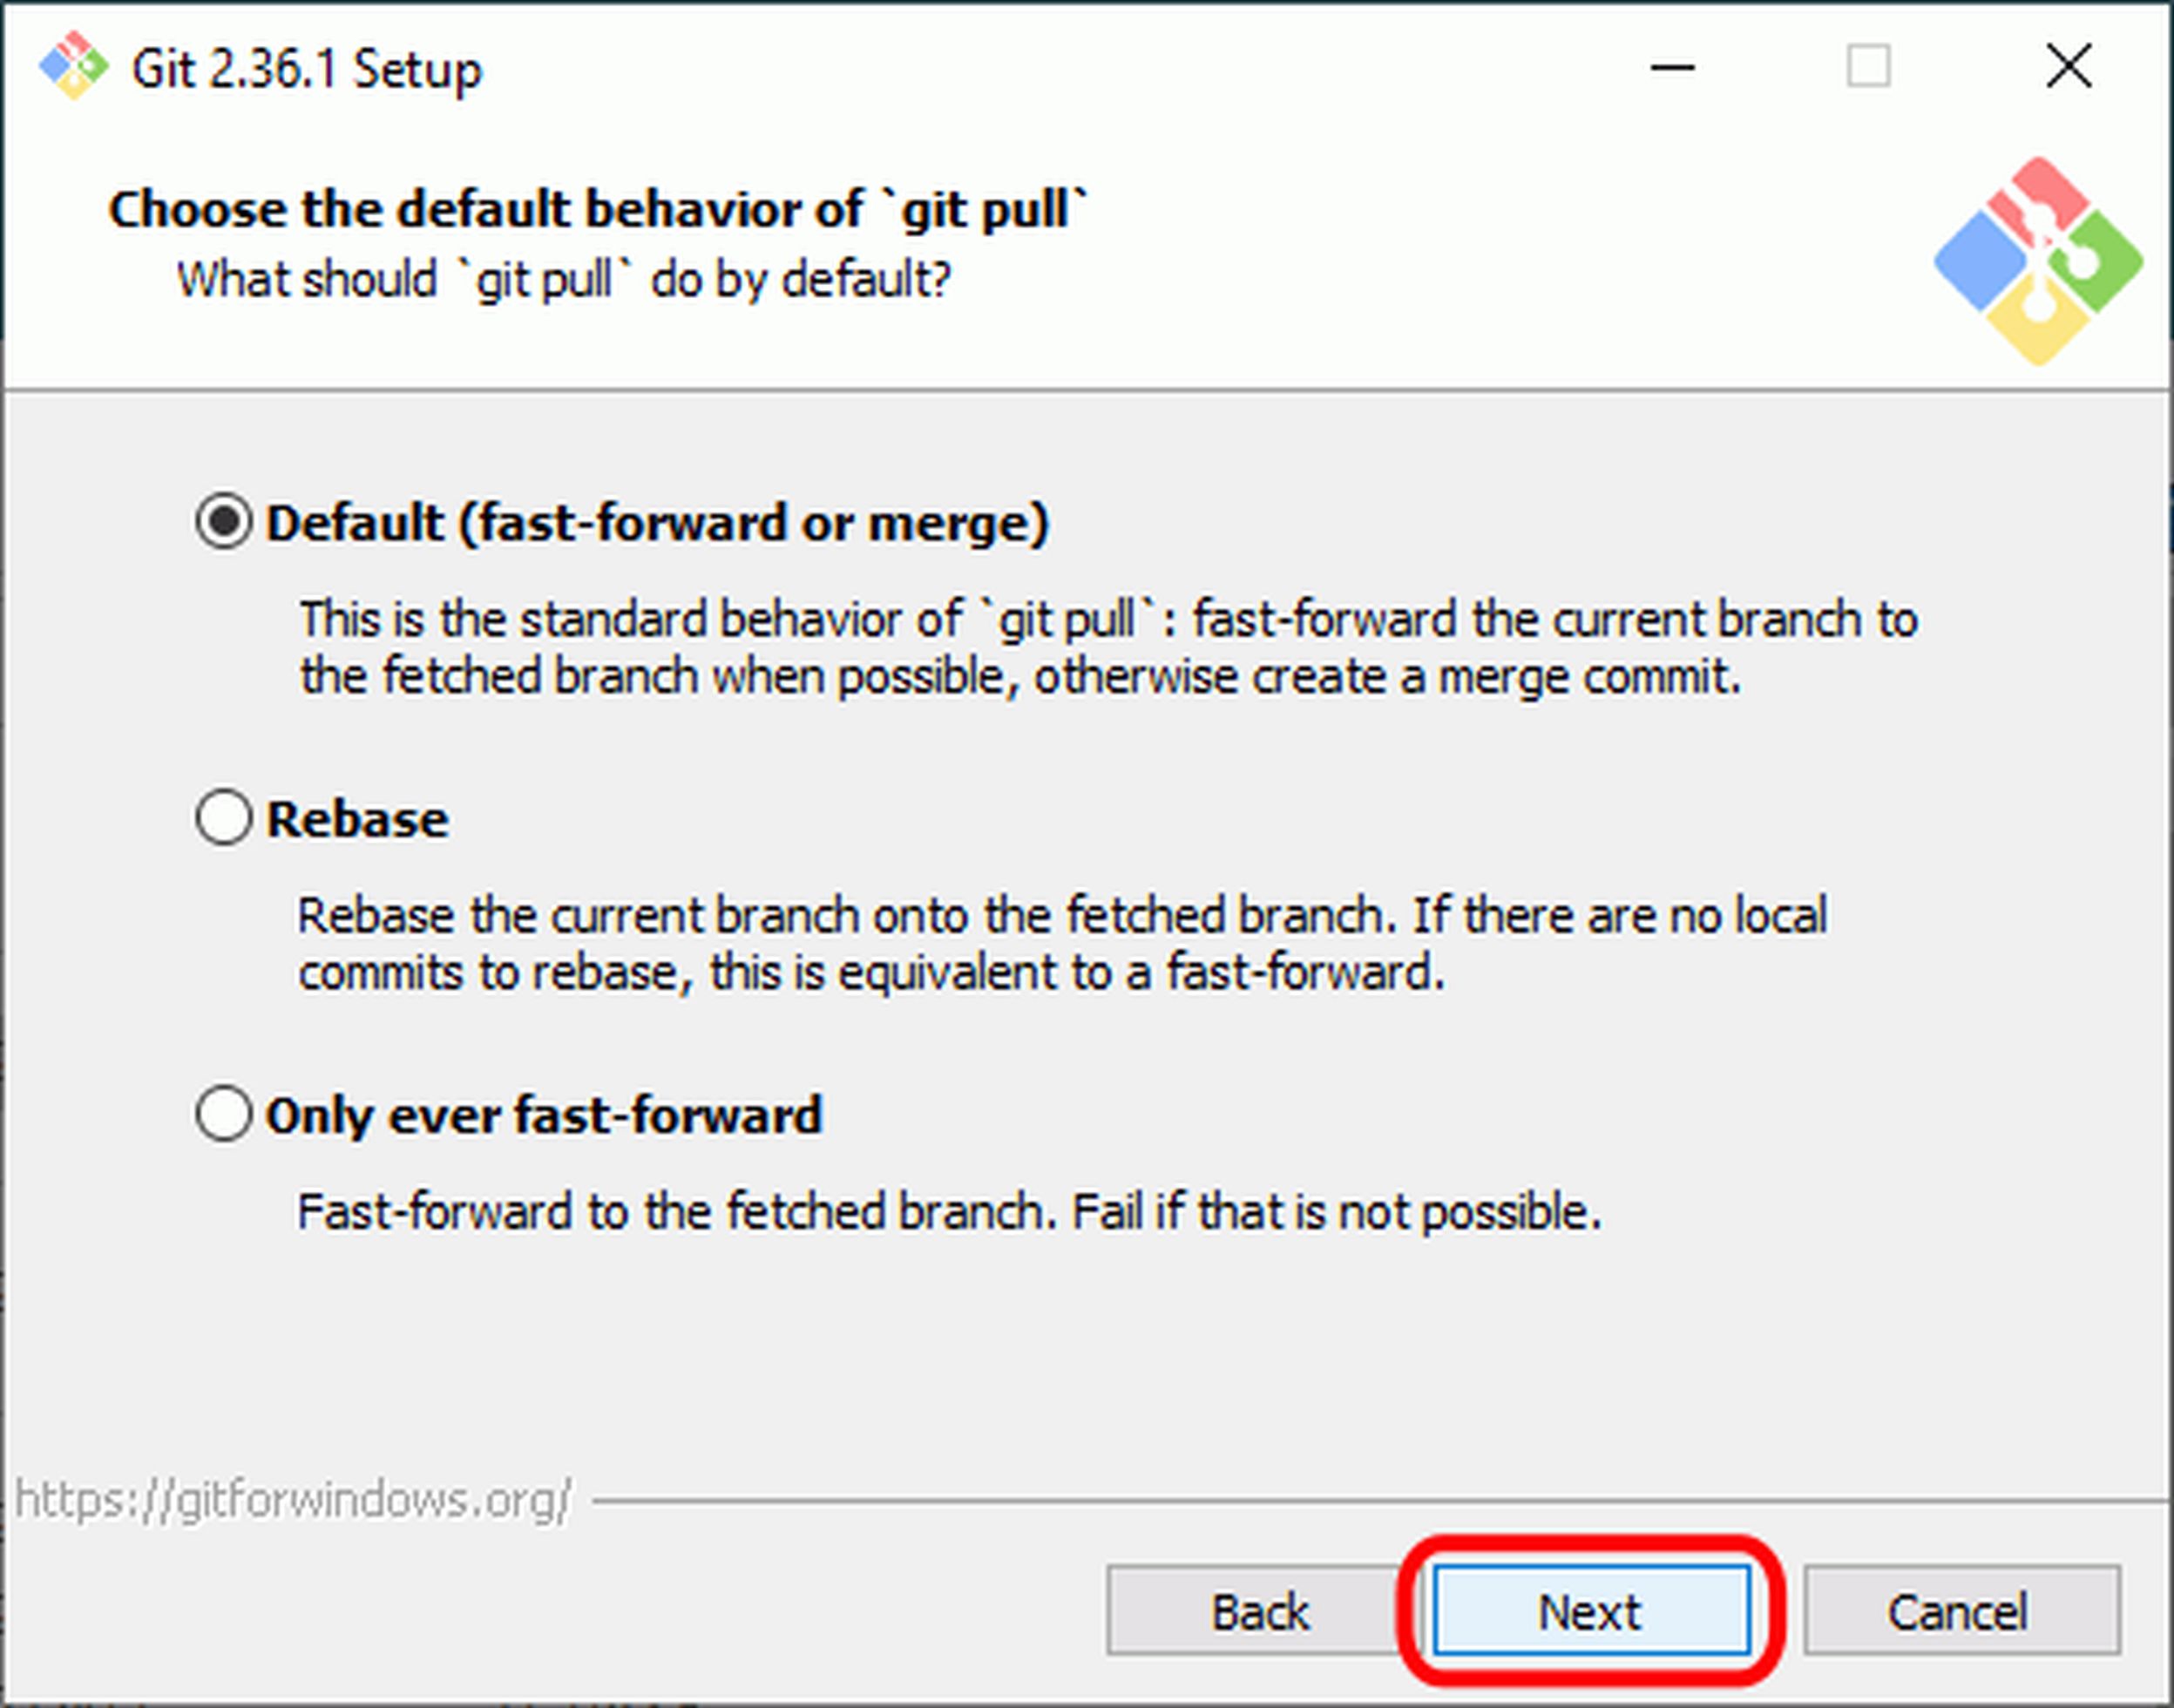 Git 2.36.1 Setup
Choose the default behavior of `git pull`
What should `git pull` do by default?
Default (fast-forward or merge)
This is the standard behavior of `git pull`: fast-forward the current branch to
the fetched branch when possible, otherwise create a merge commit.
Rebase
Rebase the current branch onto the fetched branch. If there are no local
commits to rebase, this is equivalent to a fast-forward.
Only ever fast-forward
Fast-forward to the fetched branch. Fail if that is not possible.
https://gitforwindows.org/
Back Next Cancel